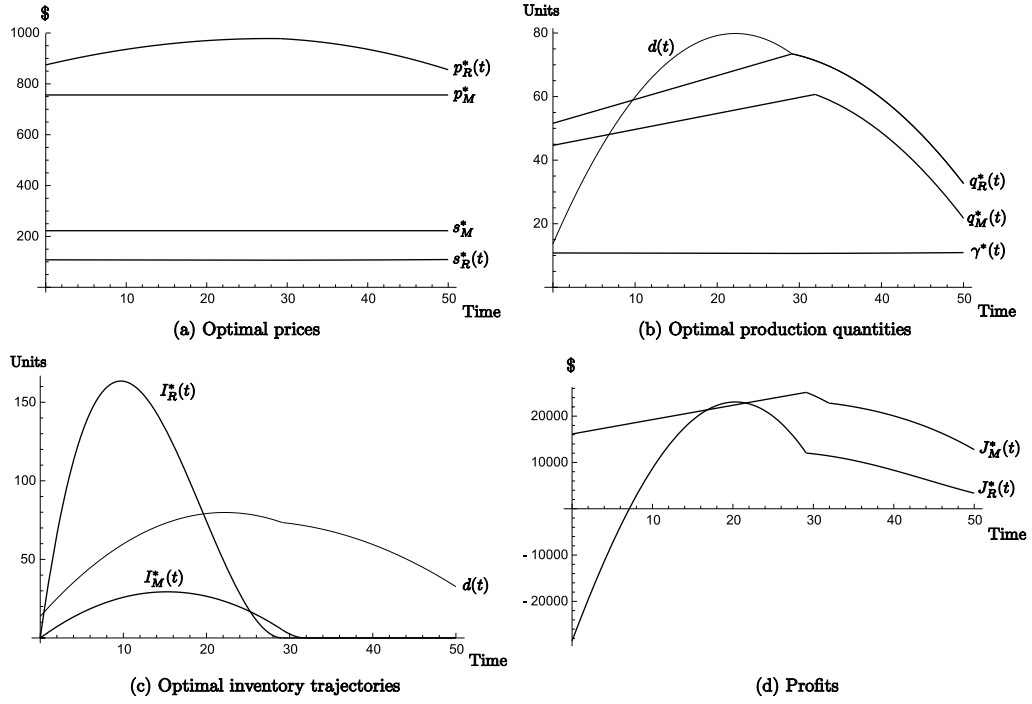 $
1000
800
600
400
200
10 20 30 40 50
Time
p*R(t)
p*M
s*M
s*R(t)
(a) Optimal prices
Units
80
60
40
20
10 20 30 40 50
Time
d(t)
q*R(t)
q*M(t)
γ*(t)
(b) Optimal production quantities
Units
150
100
50
10 20 30 40 50
Time
I*R(t)
I*M(t)
d(t)
(c) Optimal inventory trajectories
$
20000
10000
-10000
-20000
10 20 30 40 50
Time
J*M(t)
J*R(t)
(d) Profits